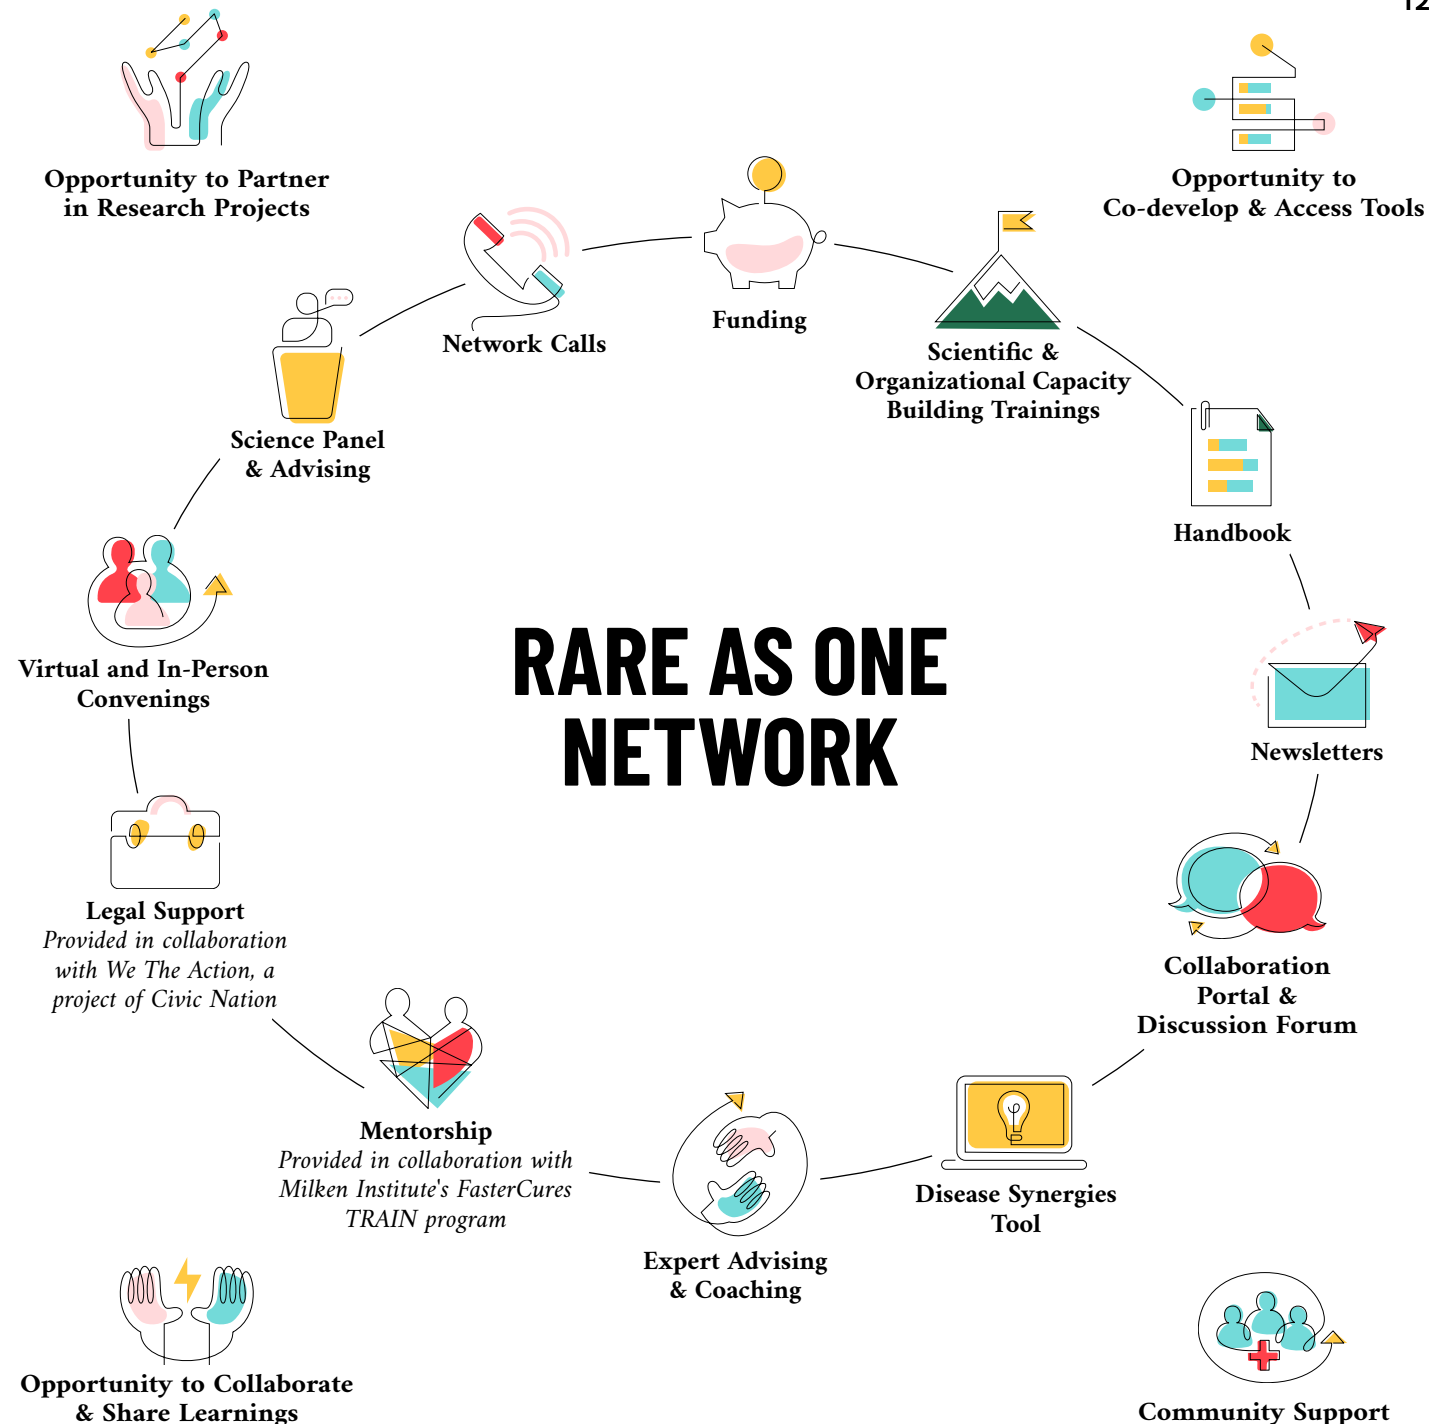 12
Opportunity to Partner
in Research Projects
Opportunity to
Co-develop & Access Tools
Funding
Network Calls
Scientific &
Organizational Capacity
Building Trainings
Science Panel
& Advising
Handbook
Virtual and In-Person
Convenings
RARE AS ONE
NETWORK
Newsletters
Legal Support
Provided in collaboration
with We The Action, a
project of Civic Nation
Collaboration
Portal &
Discussion Forum
Mentorship
Provided in collaboration with
Milken Institute's FasterCures
TRAIN program
Disease Synergies
Tool
Expert Advising
& Coaching
Opportunity to Collaborate
& Share Learnings
Community Support